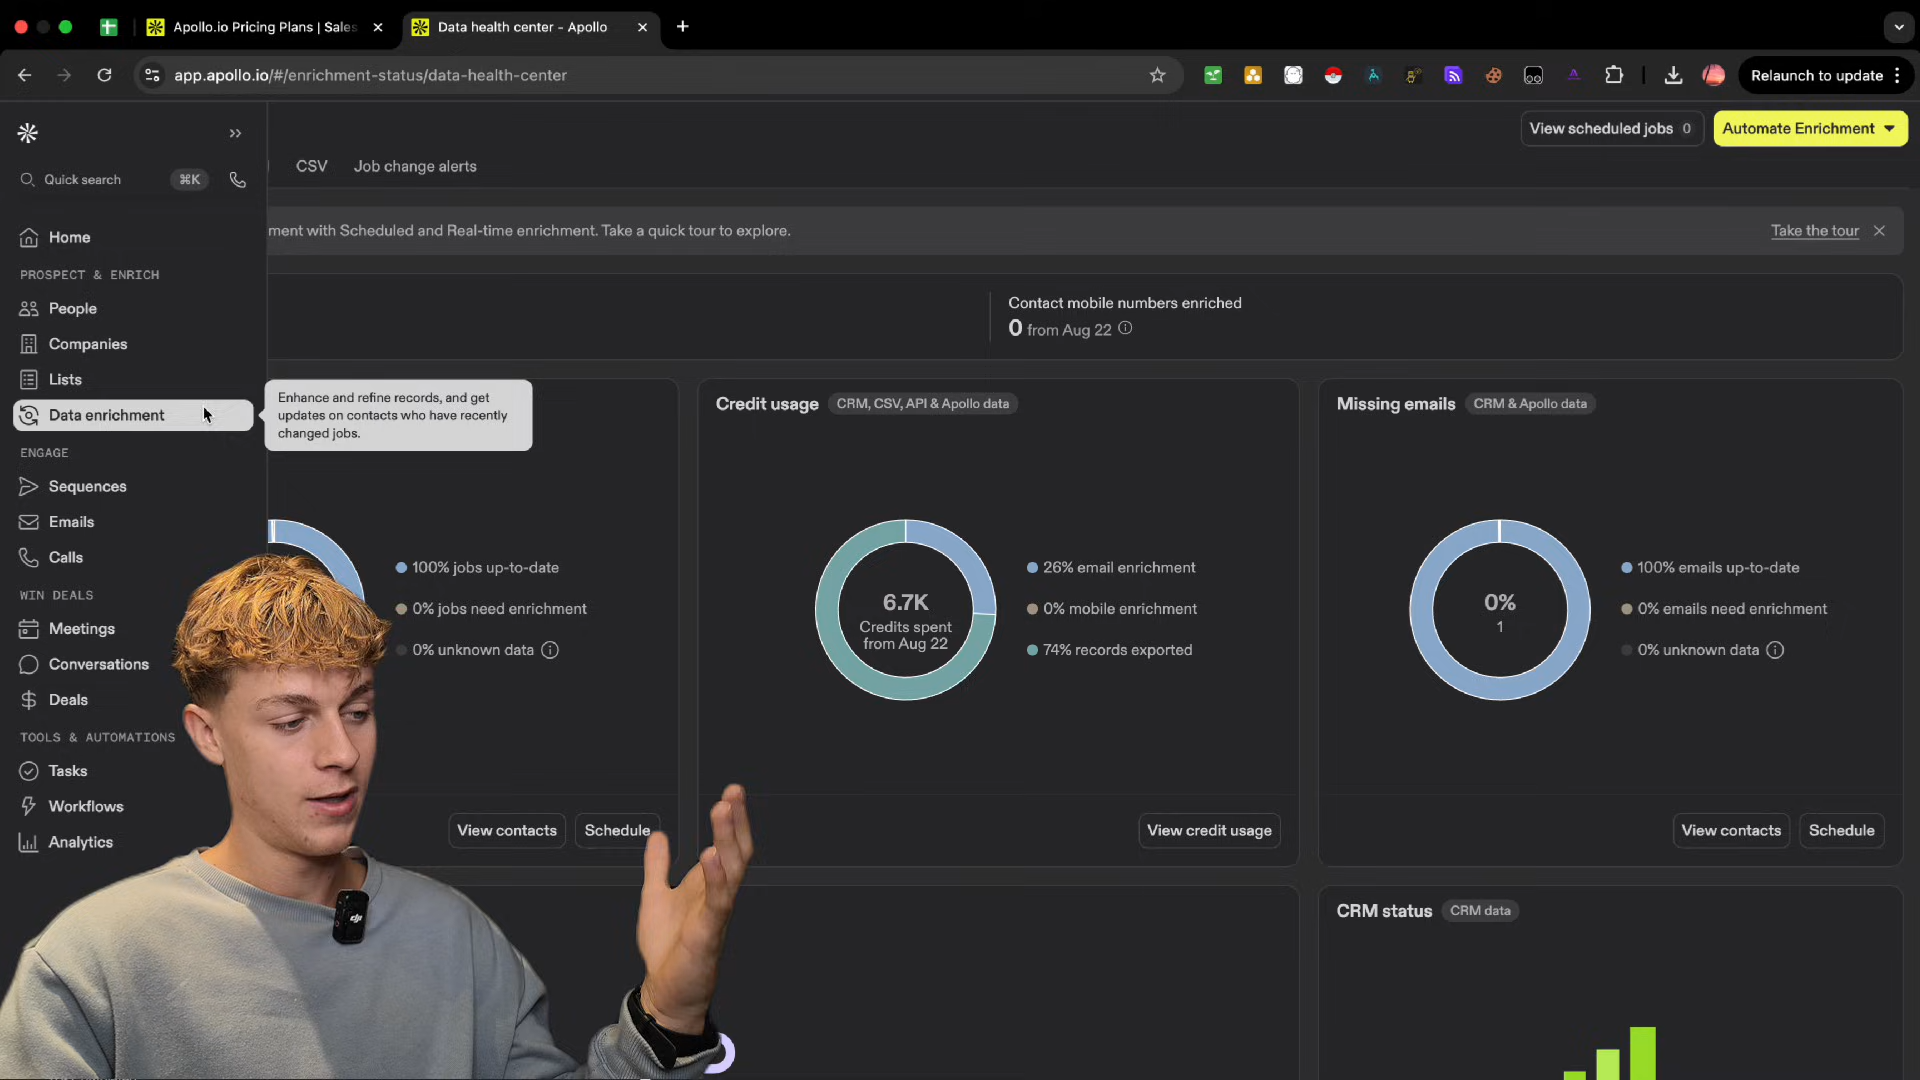 Apollo.io Pricing Plans | Sales
Data health center - Apollo
app.apollo.io/#/enrichment-status/data-health-center
Relaunch to update
View scheduled jobs 0
Automate Enrichment
Quick search
⌘K
CSV
Job change alerts
Home
ment with Scheduled and Real-time enrichment. Take a quick tour to explore.
Take the tour
PROSPECT & ENRICH
People
Companies
Lists
Data enrichment
Enhance and refine records, and get
updates on contacts who have recently
changed jobs.
ENGAGE
Sequences
Emails
Calls
WIN DEALS
Meetings
Conversations
Deals
TOOLS & AUTOMATIONS
Tasks
Workflows
Analytics
Contact mobile numbers enriched
0 from Aug 22
100% jobs up-to-date
0% jobs need enrichment
0% unknown data
View contacts
Schedule
Credit usage
CRM, CSV, API & Apollo data
6.7K
Credits spent
from Aug 22
26% email enrichment
0% mobile enrichment
74% records exported
View credit usage
Missing emails
CRM & Apollo data
0%
1
100% emails up-to-date
0% emails need enrichment
0% unknown data
View contacts
Schedule
CRM status
CRM data
dji